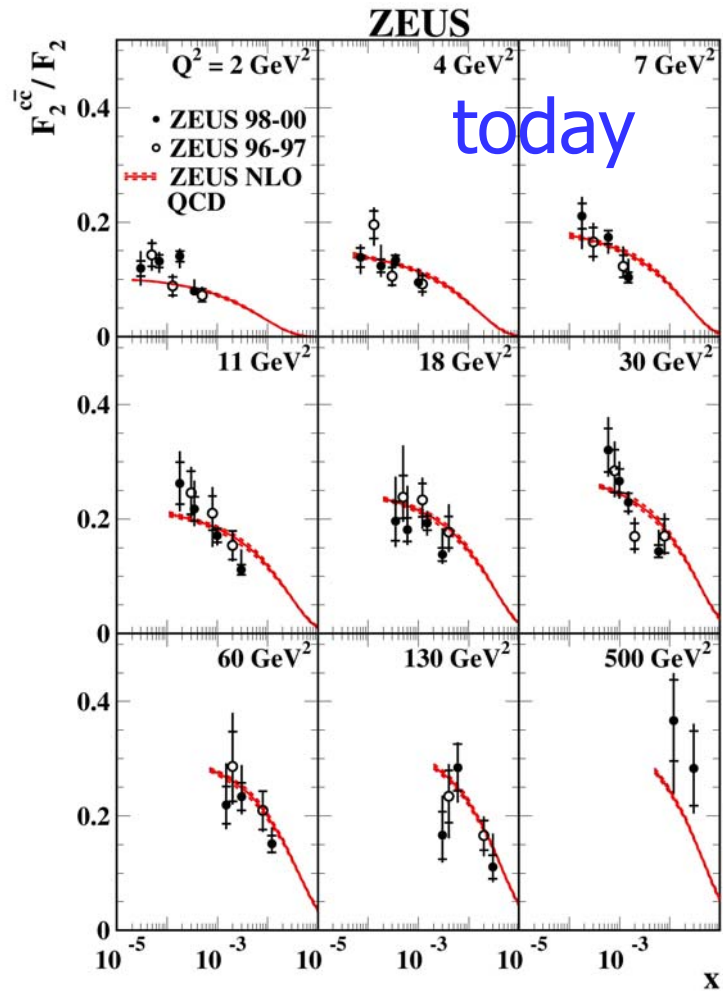 ZEUS
F₂^cc̄ / F₂
Q² = 2 GeV²
4 GeV²
7 GeV²
today
ZEUS 98-00
ZEUS 96-97
ZEUS NLO
QCD
0.4
0.2
0
11 GeV²
18 GeV²
30 GeV²
0.4
0.2
0
60 GeV²
130 GeV²
500 GeV²
0.4
0.2
0
10⁻⁵ 10⁻³ 10⁻⁵ 10⁻³ 10⁻⁵ 10⁻³ 10⁻
x